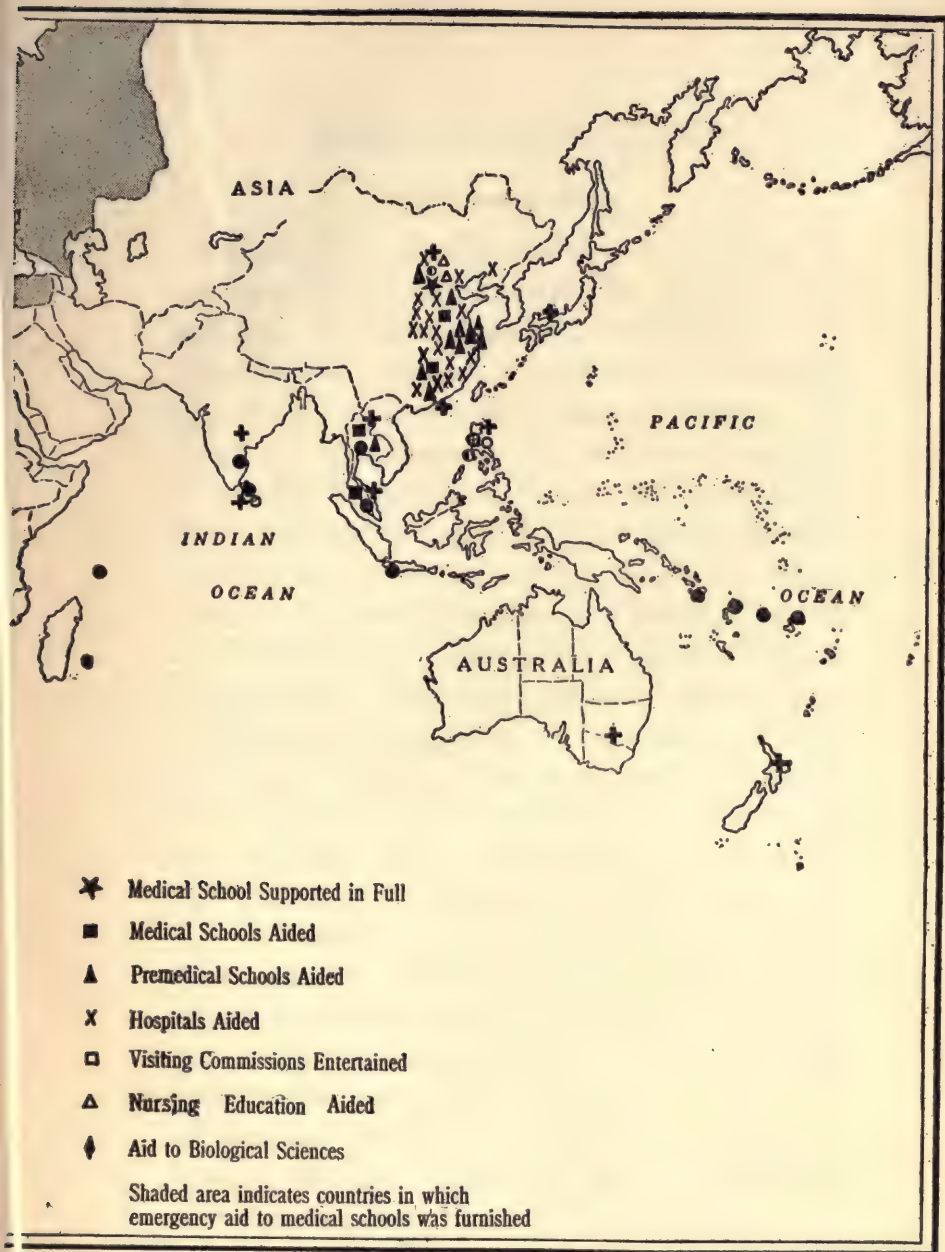 ASIA
PACIFIC
INDIAN
OCEAN
OCEAN
AUSTRALIA
Medical School Supported in Full
Medical Schools Aided
Premedical Schools Aided
X Hospitals Aided
Visiting Commissions Entertained
Nursing Education Aided
Aid to Biological Sciences
Shaded area indicates countries in which
emergency aid to medical schools was furnished